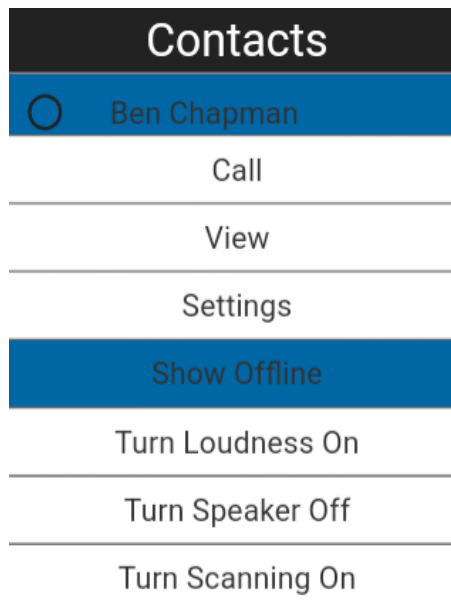 Contacts
Ben Chapman
Call
View
Settings
Show Offline
Turn Loudness On
Turn Speaker Off
Turn Scanning On